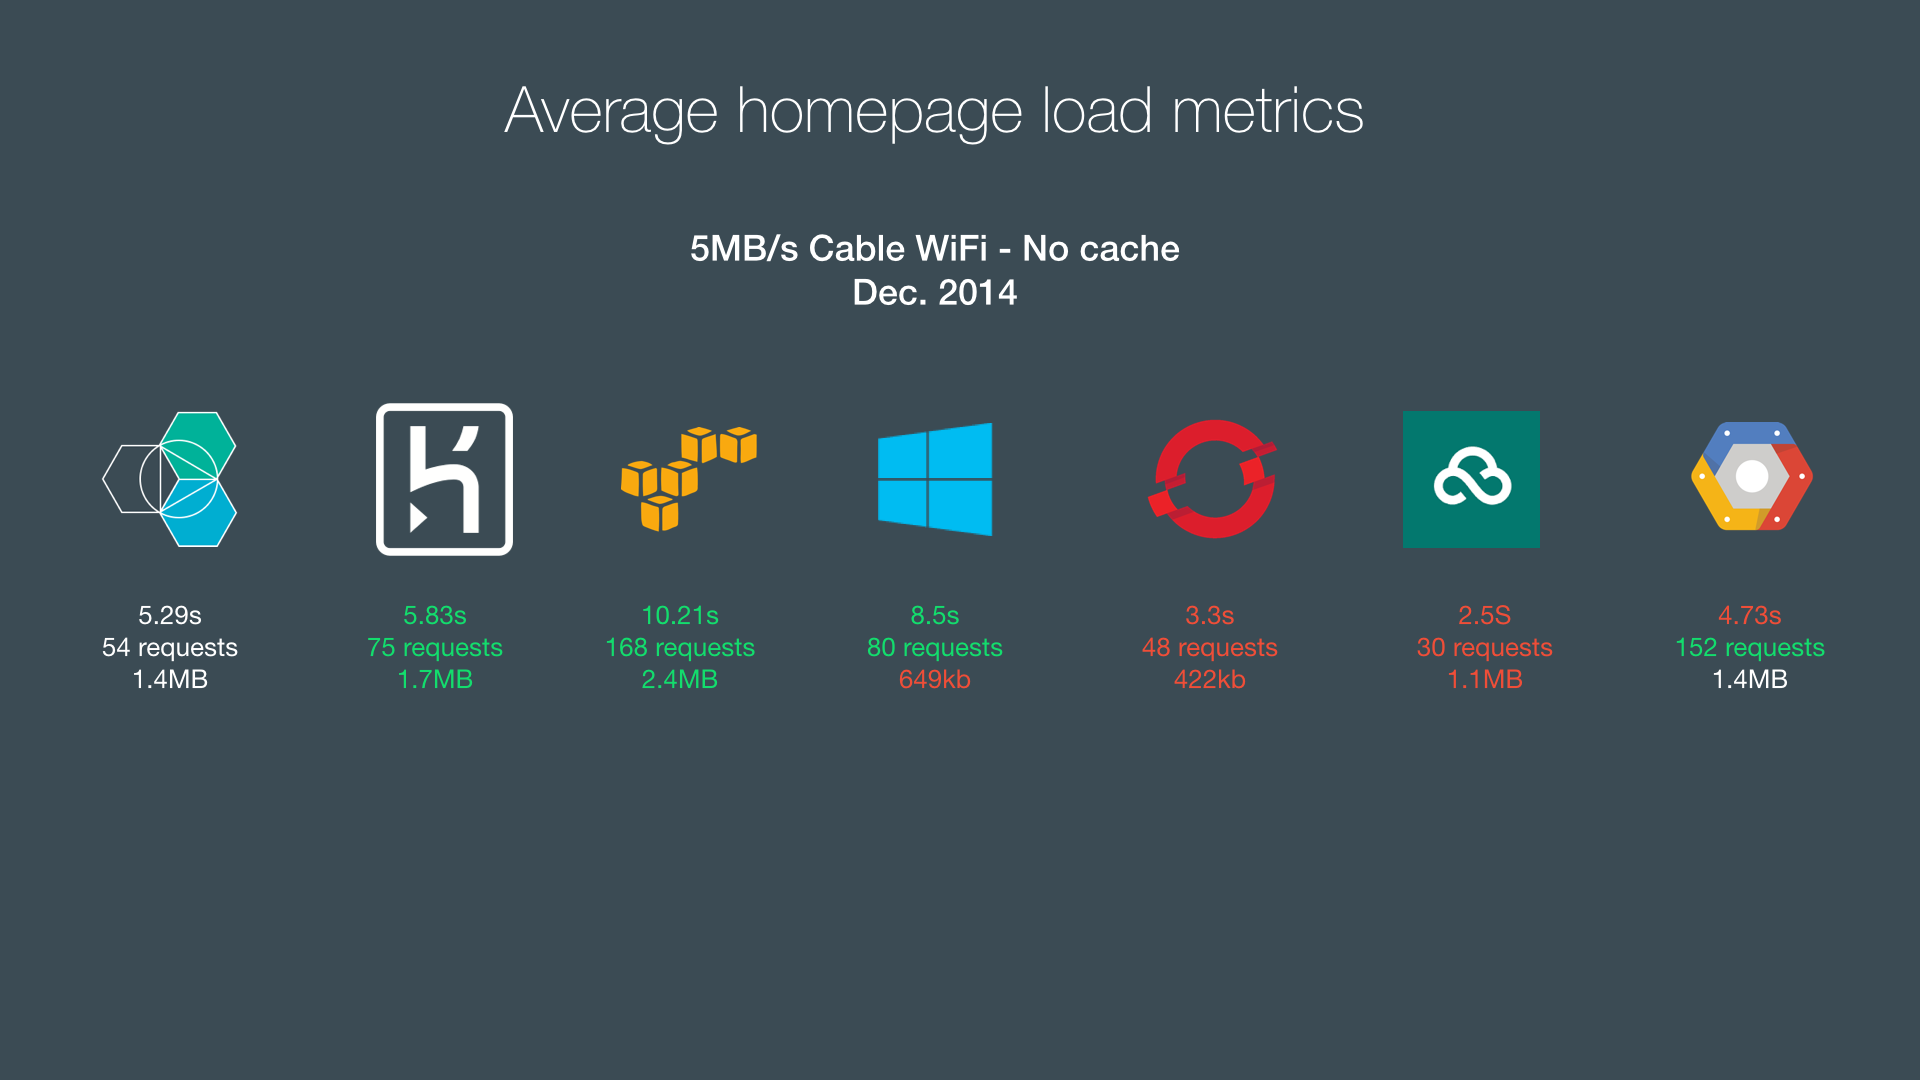 Average homepage load metrics
5MB/s Cable WiFi - No cache
Dec. 2014
5.29s
54 requests
1.4MB
5.83s
75 requests
1.7MB
10.21s
168 requests
2.4MB
8.5s
80 requests
649kb
3.3s
48 requests
422kb
2.5S
30 requests
1.1MB
4.73s
152 requests
1.4MB